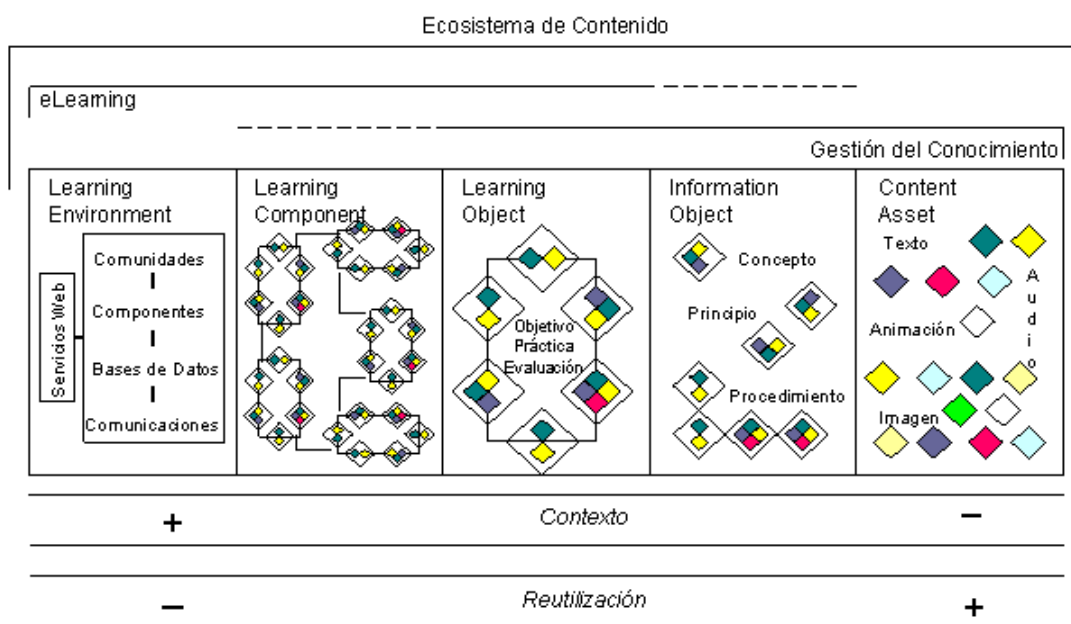 Ecosistema de Contenido
eLearning
Gestión del Conocimiento
Learning
Environment
Servicios Web
Comunidades
Componentes
Bases de Datos
Comunicaciones
Learning
Component
Learning
Object
Objetivo
Práctica
Evaluación
Information
Object
Concepto
Principio
Procedimiento
Content
Asset
Texto
Audio
Animación
Imagen
+ Contexto −
− Reutilización +